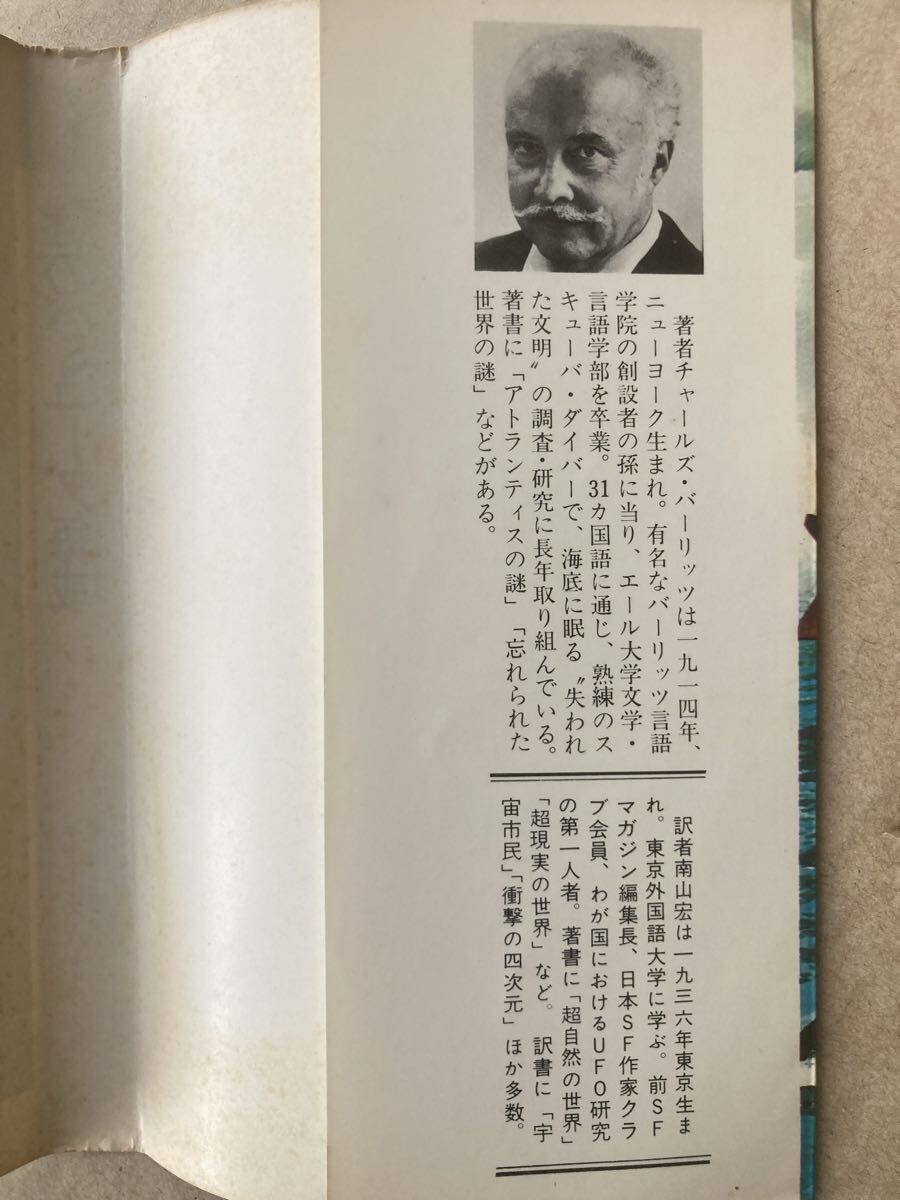 著者チャールズ・バーリッツは一九一四年、
ニューヨーク生まれ。有名なバーリッツ言語
学院の創設者の孫に当り、エール大学文学・
言語学部を卒業。31カ国語に通じ、熟練のス
キューバ・ダイバーで、海底に眠る〝失われ
た文明〟の調査・研究に長年取り組んでいる。
著書に「アトランティスの謎」「忘れられた
世界の謎」などがある。
訳者南山宏は一九三六年東京生ま
れ。東京外国語大学に学ぶ。前SF
マガジン編集長、日本SF作家クラ
ブ会員、わが国におけるUFO研究
の第一人者。著書に「超自然の世界」
「超現実の世界」など。訳書に「宇
宙市民」「衝撃の四次元」ほか多数。